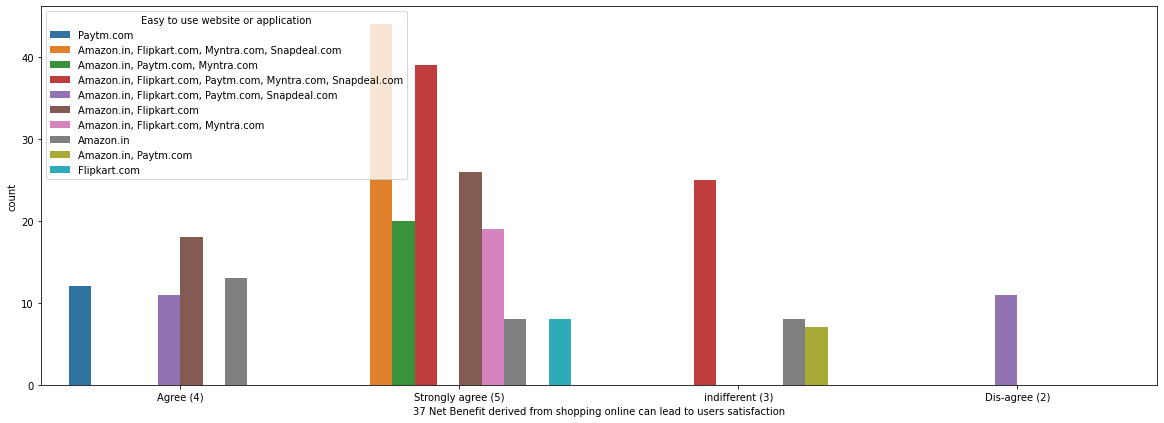 Easy to use website or application
Paytm.com
Amazon.in, Flipkart.com, Myntra.com, Snapdeal.com
Amazon.in, Paytm.com, Myntra.com
Amazon.in, Flipkart.com, Paytm.com, Myntra.com, Snapdeal.com
Amazon.in, Flipkart.com, Paytm.com, Snapdeal.com
Amazon.in, Flipkart.com
Amazon.in, Flipkart.com, Myntra.com
Amazon.in
Amazon.in, Paytm.com
Flipkart.com
40
30
20
10
0
count
Agree (4)
Strongly agree (5)
indifferent (3)
Dis-agree (2)
37 Net Benefit derived from shopping online can lead to users satisfaction